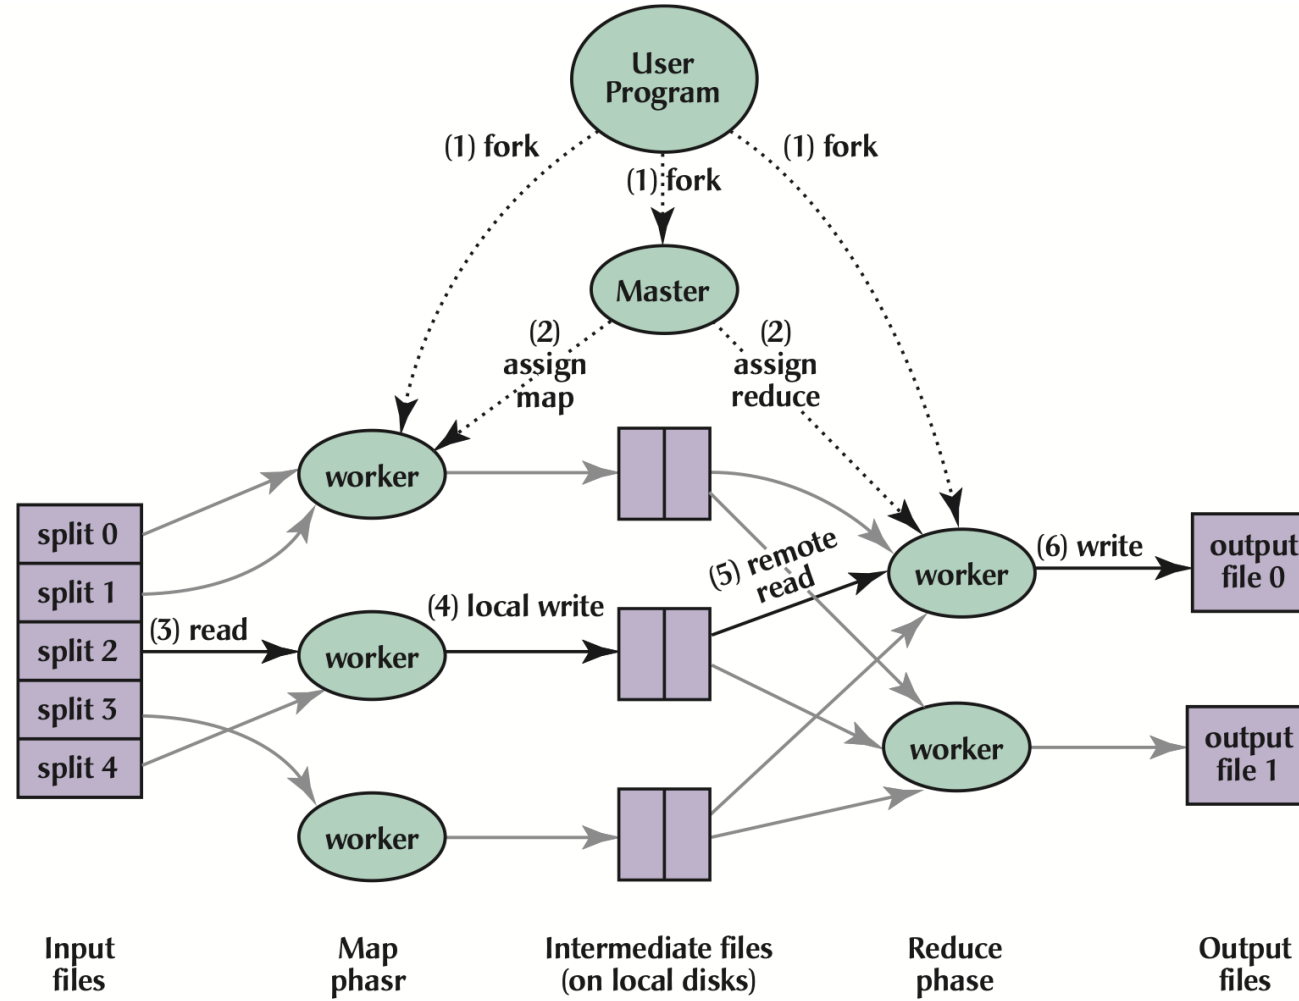 User
Program
(1) fork
(1) fork
(1) fork
Master
(2)
assign
map
(2)
assign
reduce
worker
split 0
split 1
split 2
split 3
split 4
(3) read
worker
(4) local write
(5) remote
read
worker
(6) write
output
file 0
worker
output
file 1
worker
Input
files
Map
phasr
Intermediate files
(on local disks)
Reduce
phase
Output
files